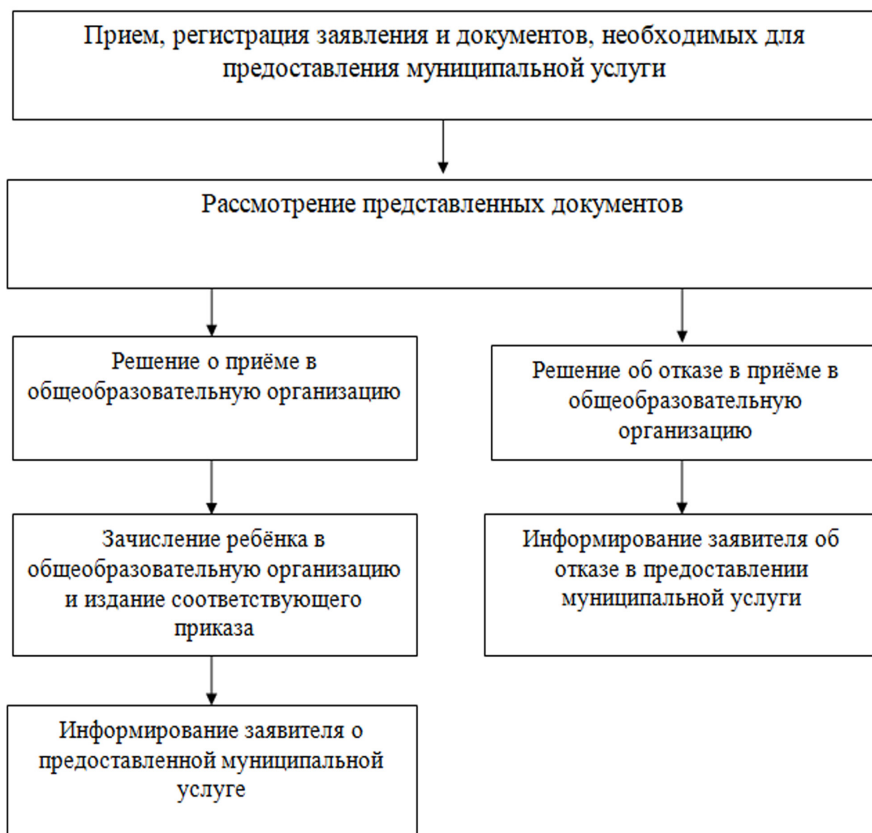 Прием, регистрация заявления и документов, необходимых для
предоставления муниципальной услуги
Рассмотрение представленных документов
Решение о приёме в
общеобразовательную организацию
Решение об отказе в приёме в
общеобразовательную
организацию
Зачисление ребёнка в
общеобразовательную организацию
и издание соответствующего
приказа
Информирование заявителя об
отказе в предоставлении
муниципальной услуги
Информирование заявителя о
предоставленной муниципальной
услуге